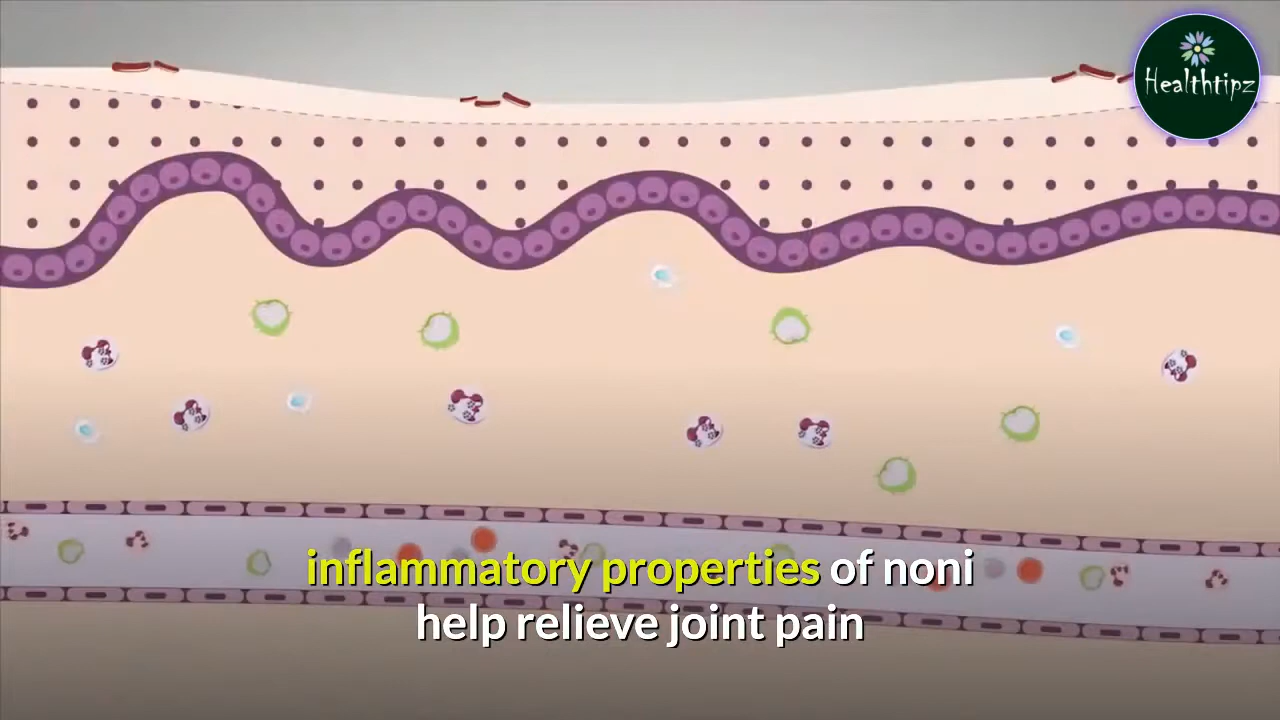 Healthtipz
inflammatory properties of noni
help relieve joint pain